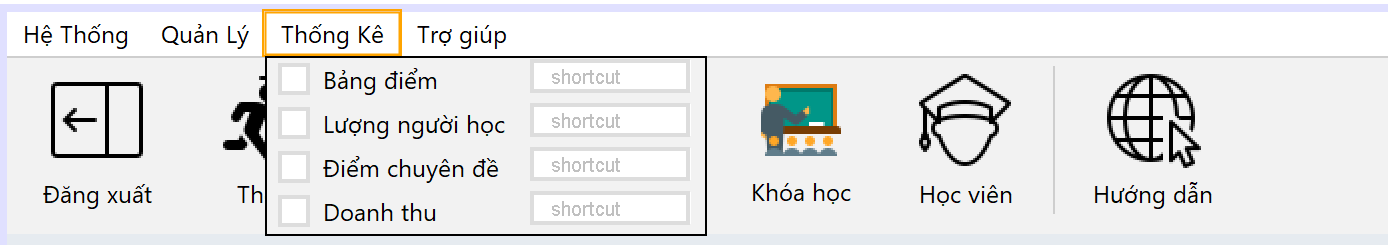 Hệ Thống Quản Lý Thống Kê Trợ giúp
Bảng điểm shortcut
Lượng người học shortcut
Điểm chuyên đề shortcut
Doanh thu shortcut
Đăng xuất Th Khóa học Học viên Hướng dẫn